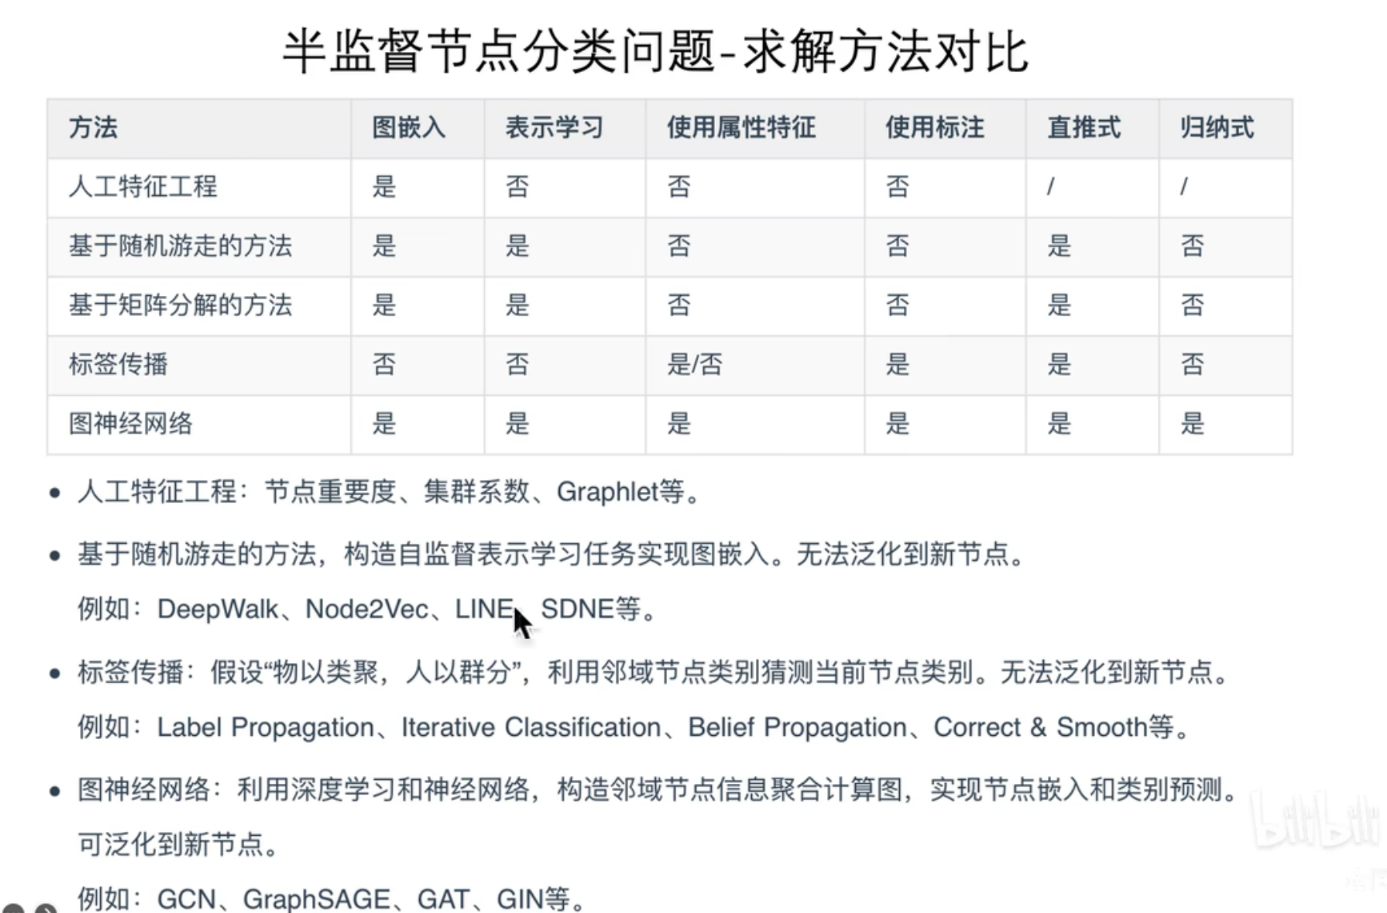 半监督节点分类问题-求解方法对比
方法 图嵌入 表示学习 使用属性特征 使用标注 直推式 归纳式
人工特征工程 是 否 否 否 / /
基于随机游走的方法 是 是 否 否 是 否
基于矩阵分解的方法 是 是 否 否 是 否
标签传播 否 否 是/否 是 是 否
图神经网络 是 是 是 是 是 是
• 人工特征工程：节点重要度、集群系数、Graphlet等。
• 基于随机游走的方法，构造自监督表示学习任务实现图嵌入。无法泛化到新节点。
例如：DeepWalk、Node2Vec、LINE、SDNE等。
• 标签传播：假设“物以类聚，人以群分”，利用邻域节点类别猜测当前节点类别。无法泛化到新节点。
例如：Label Propagation、Iterative Classification、Belief Propagation、Correct & Smooth等。
• 图神经网络：利用深度学习和神经网络，构造邻域节点信息聚合计算图，实现节点嵌入和类别预测。
可泛化到新节点。
例如：GCN、GraphSAGE、GAT、GIN等。
bilibili